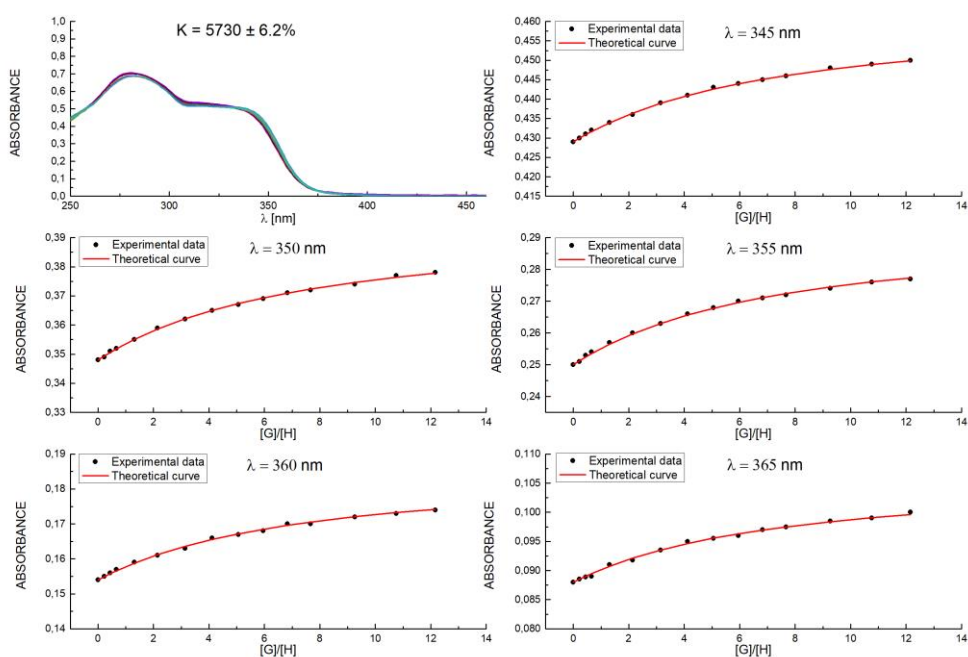 K = 5730 ± 6.2%
ABSORBANCE
1,0
0,9
0,8
0,7
0,6
0,5
0,4
0,3
0,2
0,1
0,0
250 300 350 400 450
λ [nm]
λ = 345 nm
Experimental data
Theoretical curve
ABSORBANCE
0,460
0,455
0,450
0,445
0,440
0,435
0,430
0,425
0,420
0,415
0 2 4 6 8 10 12 14
[G]/[H]
λ = 350 nm
Experimental data
Theoretical curve
ABSORBANCE
0,39
0,38
0,37
0,36
0,35
0,34
0,33
0 2 4 6 8 10 12 14
[G]/[H]
λ = 355 nm
Experimental data
Theoretical curve
ABSORBANCE
0,29
0,28
0,27
0,26
0,25
0,24
0 2 4 6 8 10 12 14
[G]/[H]
λ = 360 nm
Experimental data
Theoretical curve
ABSORBANCE
0,19
0,18
0,17
0,16
0,15
0,14
0 2 4 6 8 10 12 14
[G]/[H]
λ = 365 nm
Experimental data
Theoretical curve
ABSORBANCE
0,110
0,105
0,100
0,095
0,090
0,085
0,080
0 2 4 6 8 10 12 14
[G]/[H]